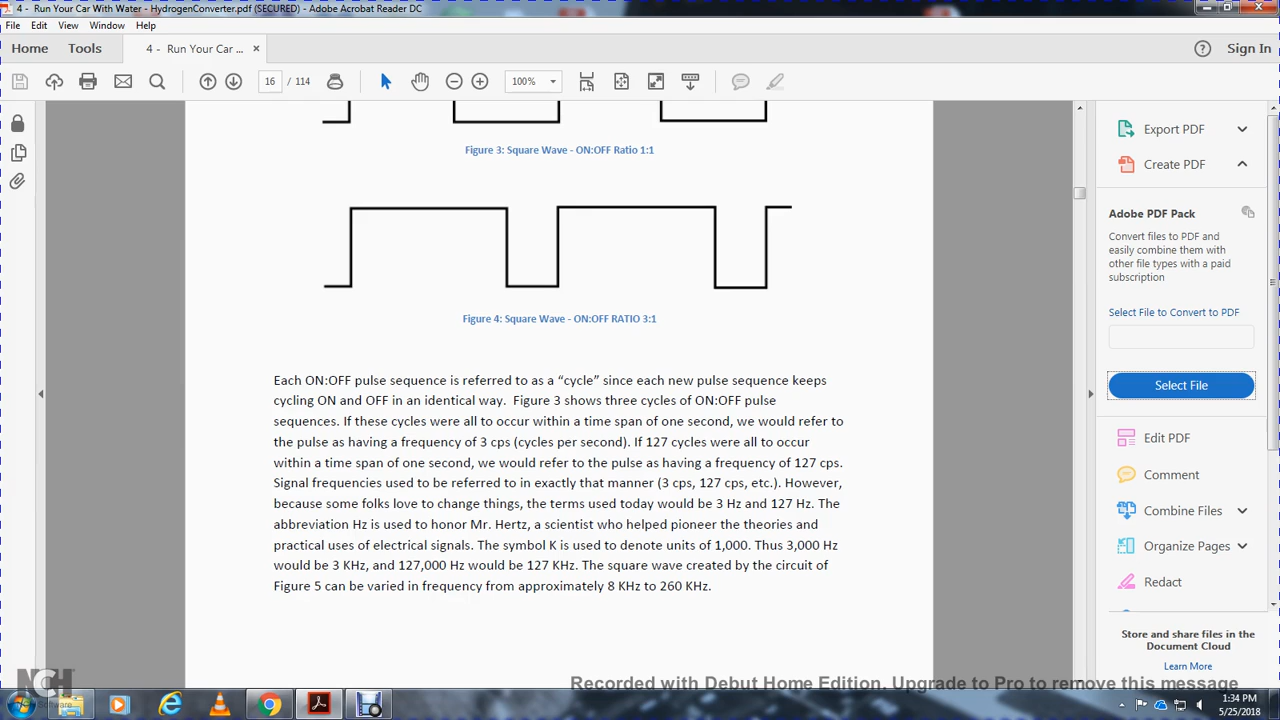 4 - Run Your Car With Water - HydrogenConverter.pdf (SECURED) - Adobe Acrobat Reader DC
File Edit View Window Help
Home Tools 4 - Run Your Car ... × Sign In
16 / 114 100%
Figure 3: Square Wave - ON:OFF Ratio 1:1
Figure 4: Square Wave - ON:OFF RATIO 3:1
Each ON:OFF pulse sequence is referred to as a “cycle” since each new pulse sequence keeps
cycling ON and OFF in an identical way. Figure 3 shows three cycles of ON:OFF pulse
sequences. If these cycles were all to occur within a time span of one second, we would refer to
the pulse as having a frequency of 3 cps (cycles per second). If 127 cycles were all to occur
within a time span of one second, we would refer to the pulse as having a frequency of 127 cps.
Signal frequencies used to be referred to in exactly that manner (3 cps, 127 cps, etc.). However,
because some folks love to change things, the terms used today would be 3 Hz and 127 Hz. The
abbreviation Hz is used to honor Mr. Hertz, a scientist who helped pioneer the theories and
practical uses of electrical signals. The symbol K is used to denote units of 1,000. Thus 3,000 Hz
would be 3 KHz, and 127,000 Hz would be 127 KHz. The square wave created by the circuit of
Figure 5 can be varied in frequency from approximately 8 KHz to 260 KHz.
Export PDF
Create PDF
Adobe PDF Pack
Convert files to PDF and
easily combine them with
other file types with a paid
subscription
Select File to Convert to PDF
Select File
Edit PDF
Comment
Combine Files
Organize Pages
Redact
Store and share files in the
Document Cloud
Learn More
NCH
Software
Recorded with Debut Home Edition. Upgrade to Pro to remove this message
1:34 PM
5/25/2018